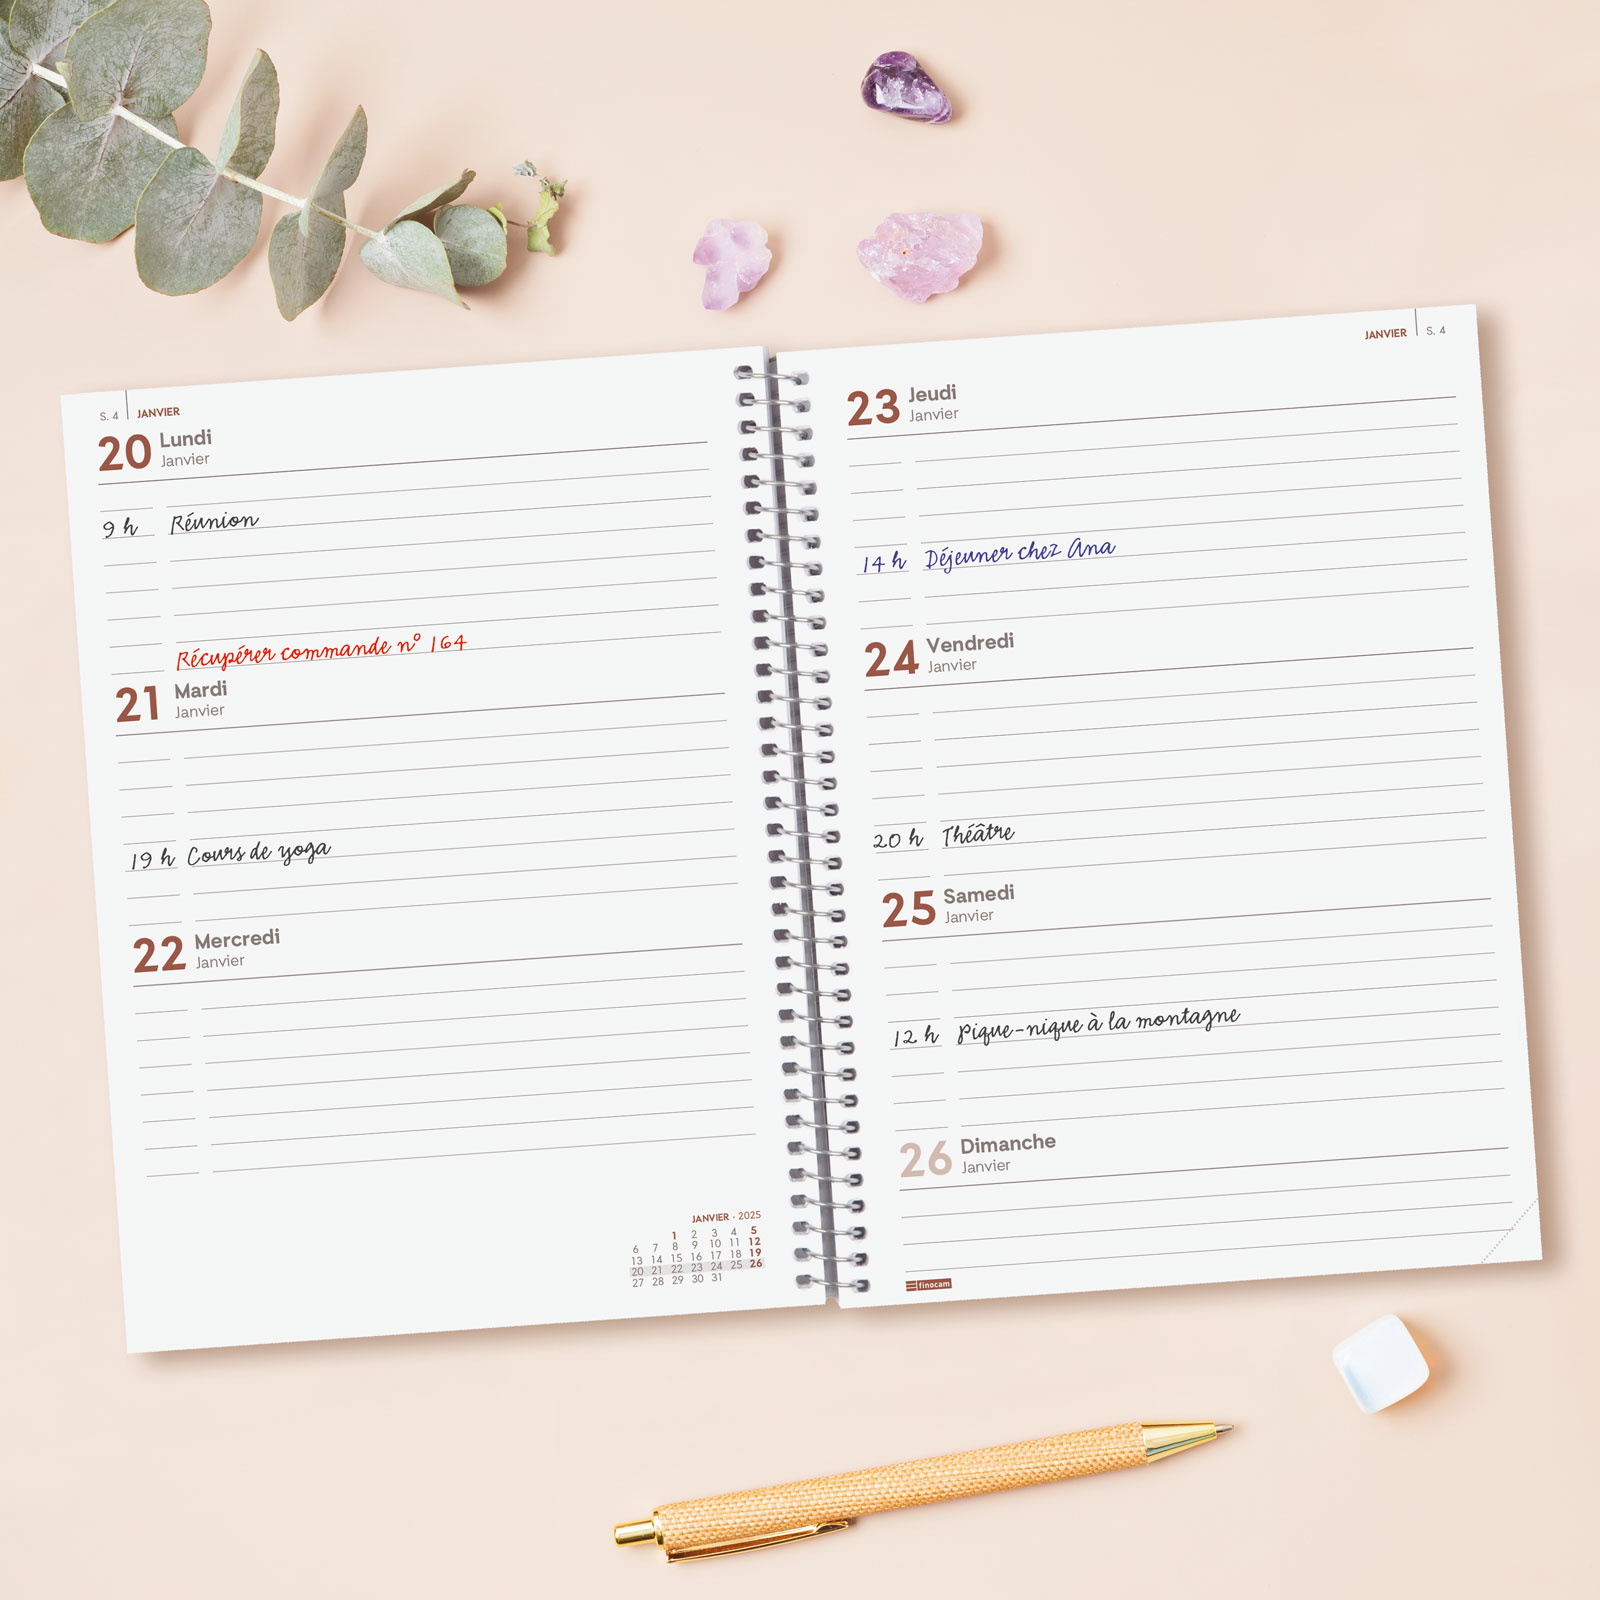 S. 4 JANVIER
20 Lundi
Janvier
9 h Réunion
Récupérer commande nº 164
21 Mardi
Janvier
19 h Cours de yoga
22 Mercredi
Janvier
JANVIER · 2025
1 2 3 4 5
6 7 8 9 10 11 12
13 14 15 16 17 18 19
20 21 22 23 24 25 26
27 28 29 30 31
JANVIER S. 4
23 Jeudi
Janvier
14 h Déjeuner chez Ana
24 Vendredi
Janvier
20 h Théâtre
25 Samedi
Janvier
12 h Pique-nique à la montagne
26 Dimanche
Janvier
finocam